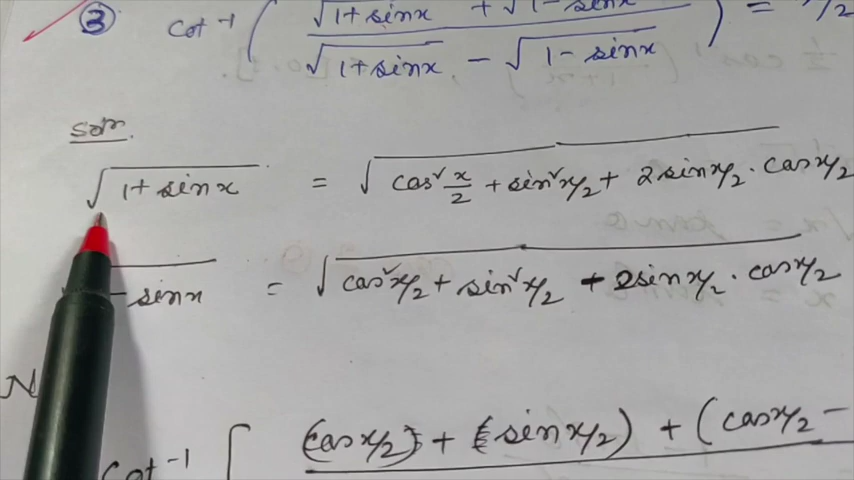 ③ cot⁻¹ ( √1+sinx + √1-sinx / √1+sinx - √1-sinx ) = x/2
Soln.
√1+sinx = √cos²x/2 + sin²x/2 + 2sinx/2 . cosx/2
- sinx = √cos²x/2 + sin²x/2 - 2sinx/2 . cosx/2
N
cot⁻¹ [ (cosx/2) + (sinx/2) + (cosx/2 -